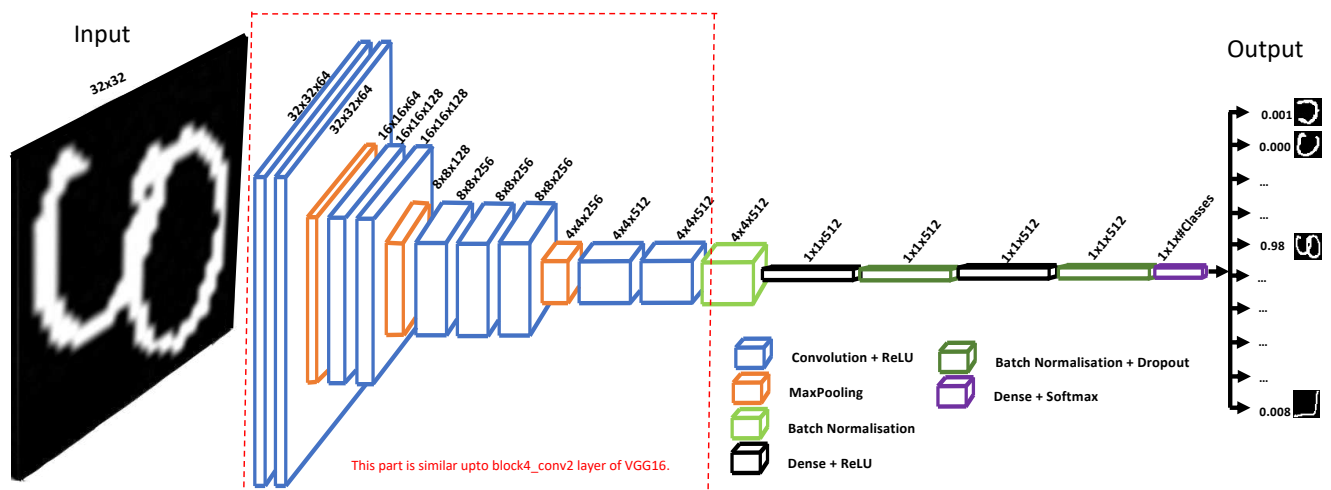 Input
32x32
32x32x64
32x32x64
16x16x64
16x16x128
16x16x128
8x8x128
8x8x256
8x8x256
8x8x256
4x4x256
4x4x512
4x4x512
4x4x512
1x1x512
1x1x512
1x1x512
1x1x512
1x1x#Classes
Output
0.001
0.000
...
...
0.98
...
...
...
...
0.008
Convolution + ReLU
MaxPooling
Batch Normalisation
Dense + ReLU
Batch Normalisation + Dropout
Dense + Softmax
This part is similar upto block4_conv2 layer of VGG16.